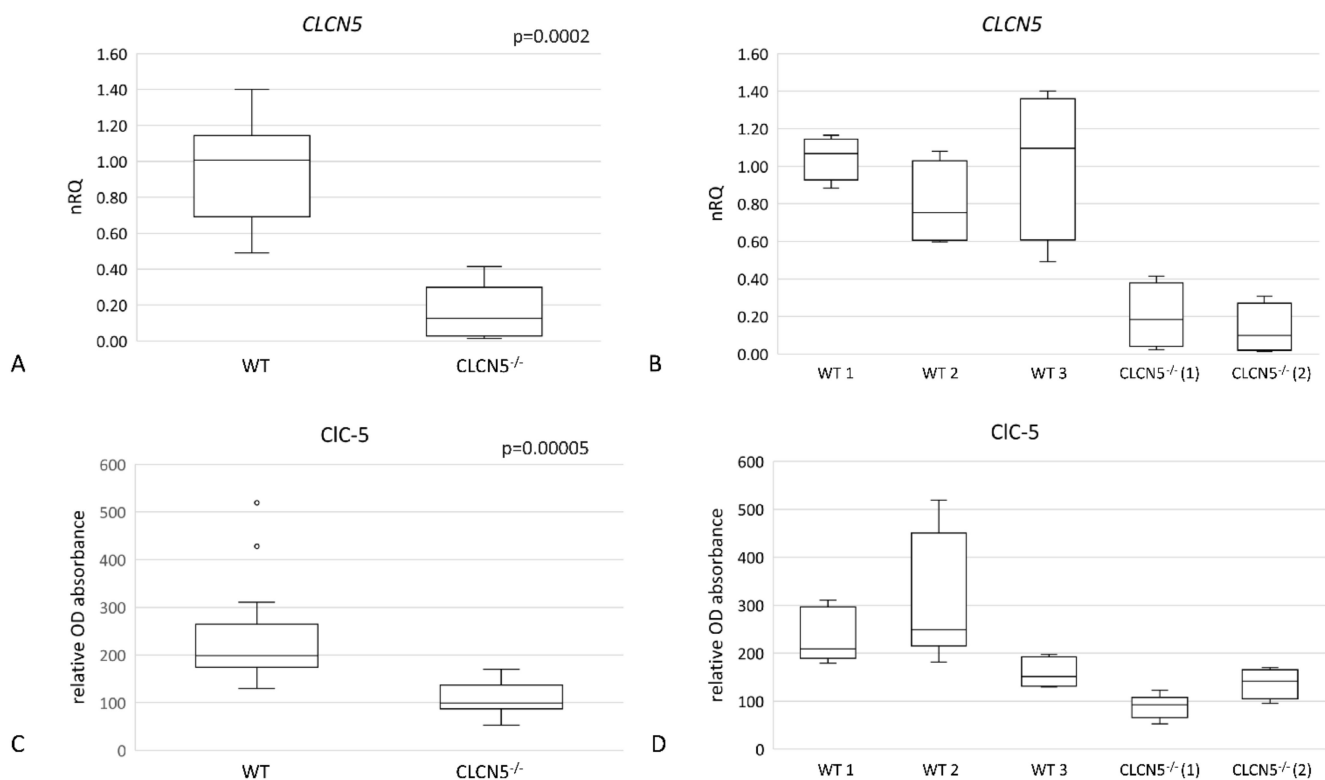 CLCN5
p=0.0002
nRQ
1.60
1.40
1.20
1.00
0.80
0.60
0.40
0.20
0.00
WT
CLCN5-/-
A
CLCN5
nRQ
1.60
1.40
1.20
1.00
0.80
0.60
0.40
0.20
0.00
WT 1
WT 2
WT 3
CLCN5-/- (1)
CLCN5-/- (2)
B
ClC-5
p=0.00005
relative OD absorbance
600
500
400
300
200
100
0
WT
CLCN5-/-
C
ClC-5
relative OD absorbance
600
500
400
300
200
100
0
WT 1
WT 2
WT 3
CLCN5-/- (1)
CLCN5-/- (2)
D